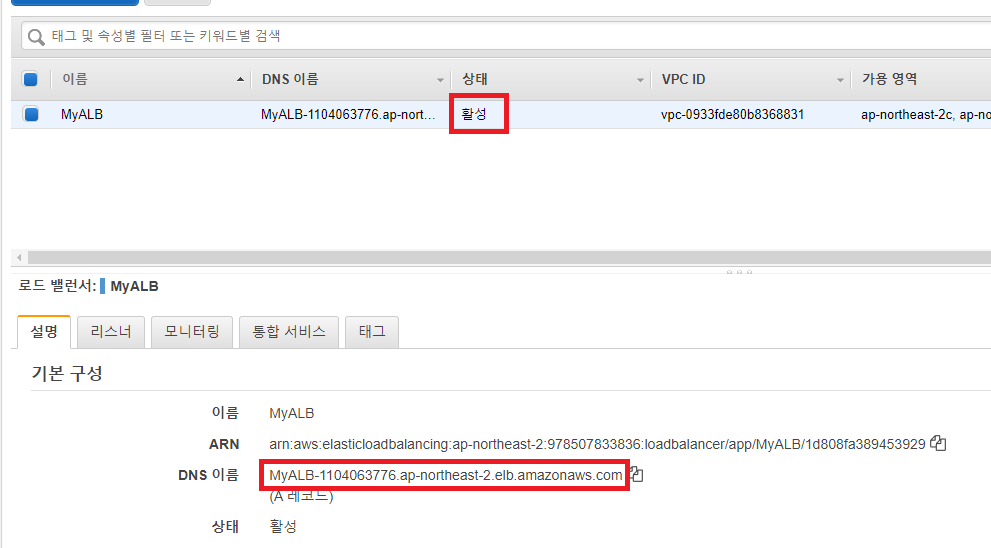 태그 및 속성별 필터 또는 키워드별 검색
이름 DNS 이름 상태 VPC ID 가용 영역
MyALB MyALB-1104063776.ap-nort... 활성 vpc-0933fde80b8368831 ap-northeast-2c, ap-no
로드 밸런서: MyALB
설명 리스너 모니터링 통합 서비스 태그
기본 구성
이름 MyALB
ARN arn:aws:elasticloadbalancing:ap-northeast-2:978507833836:loadbalancer/app/MyALB/1d808fa389453929
DNS 이름 MyALB-1104063776.ap-northeast-2.elb.amazonaws.com
(A 레코드)
상태 활성